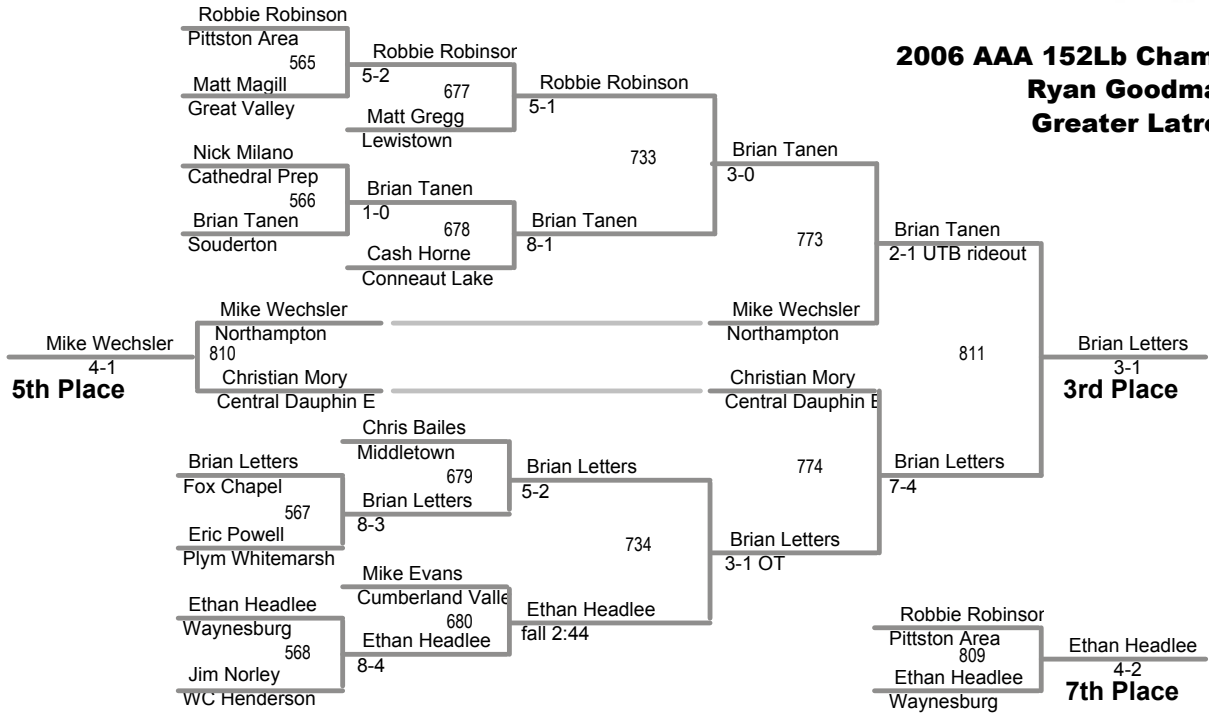 Robbie Robinson
Pittston Area
565
Matt Magill
Great Valley
Robbie Robinsor
5-2
677
Matt Gregg
Lewistown
Robbie Robinson
5-1
2006 AAA 152Lb Cham
Ryan Goodma
Greater Latr
Nick Milano
Cathedral Prep
566
Brian Tanen
Souderton
Brian Tanen
1-0
678
Cash Horne
Conneaut Lake
Brian Tanen
8-1
733
Brian Tanen
3-0
773
Brian Tanen
2-1 UTB rideout
Mike Wechsler
Northampton
Mike Wechsler
Northampton
Mike Wechsler
4-1
5th Place
810
Christian Mory
Central Dauphin E
Christian Mory
Central Dauphin E
811
Brian Letters
3-1
3rd Place
Chris Bailes
Middletown
679
Brian Letters
Fox Chapel
567
Eric Powell
Plym Whitemarsh
Brian Letters
8-3
Brian Letters
5-2
774
Brian Letters
7-4
734
Brian Letters
3-1 OT
Mike Evans
Cumberland Valle
680
Ethan Headlee
Waynesburg
568
Jim Norley
WC Henderson
Ethan Headlee
8-4
Ethan Headlee
fall 2:44
Robbie Robinsor
Pittston Area
809
Ethan Headlee
Waynesburg
Ethan Headlee
4-2
7th Place